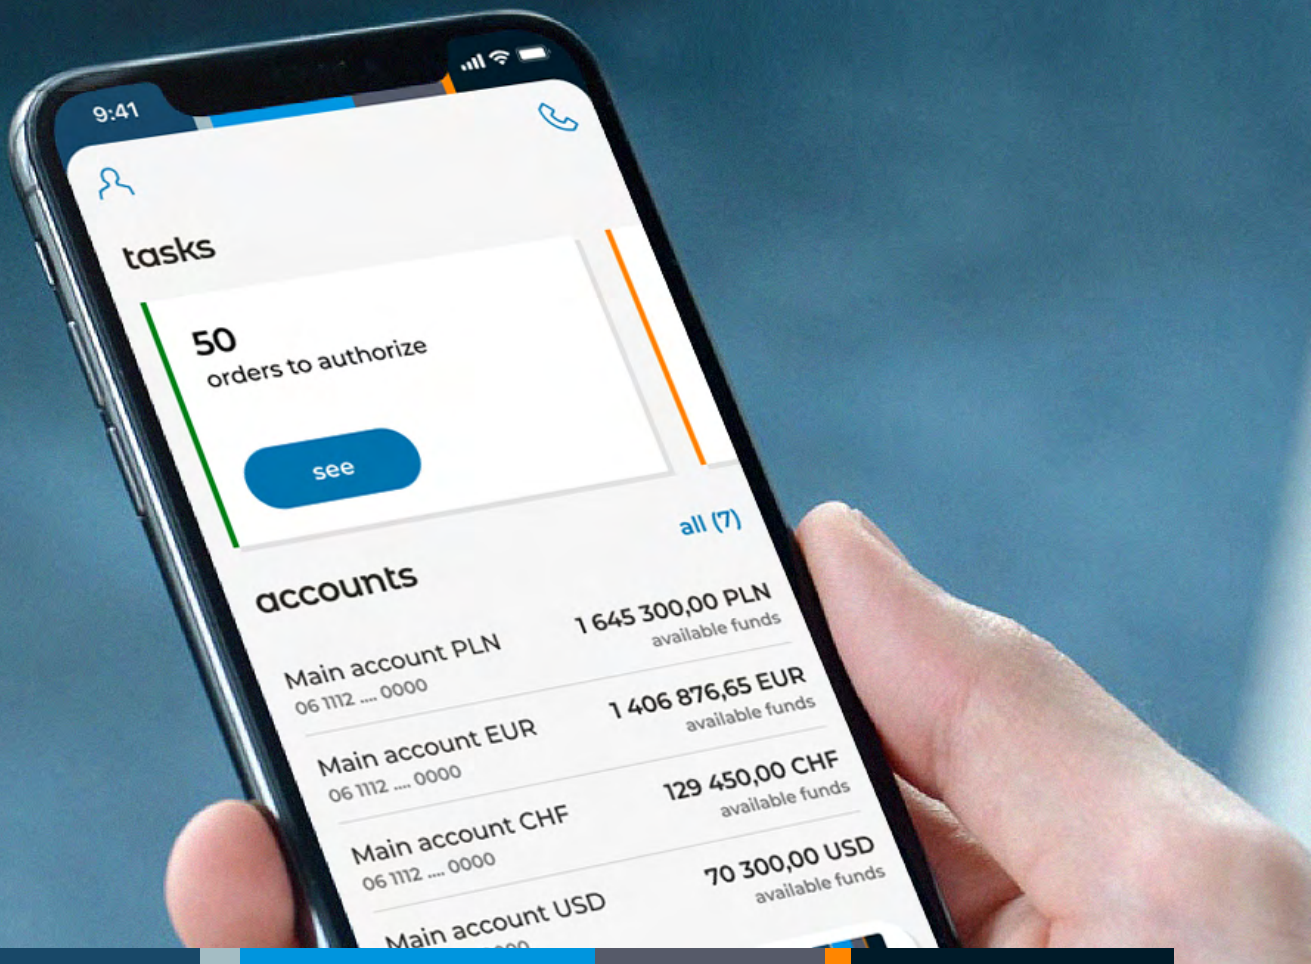 9:41
tasks
50
orders to authorize
see
all (7)
accounts
Main account PLN
1 645 300,00 PLN
06 1112 .... 0000
available funds
Main account EUR
1 406 876,65 EUR
06 1112 .... 0000
available funds
Main account CHF
129 450,00 CHF
06 1112 .... 0000
available funds
Main account USD
70 300,00 USD
available funds